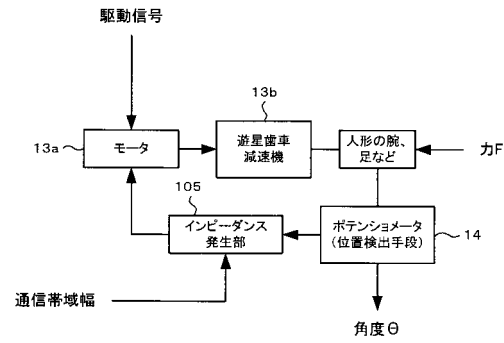 駆動信号
13b
13a
モータ
遊星歯車
減速機
人形の腕、
足など
力F
105
インピーダンス
発生部
ポテンショメータ
(位置検出手段)
14
通信帯域幅
角度Θ